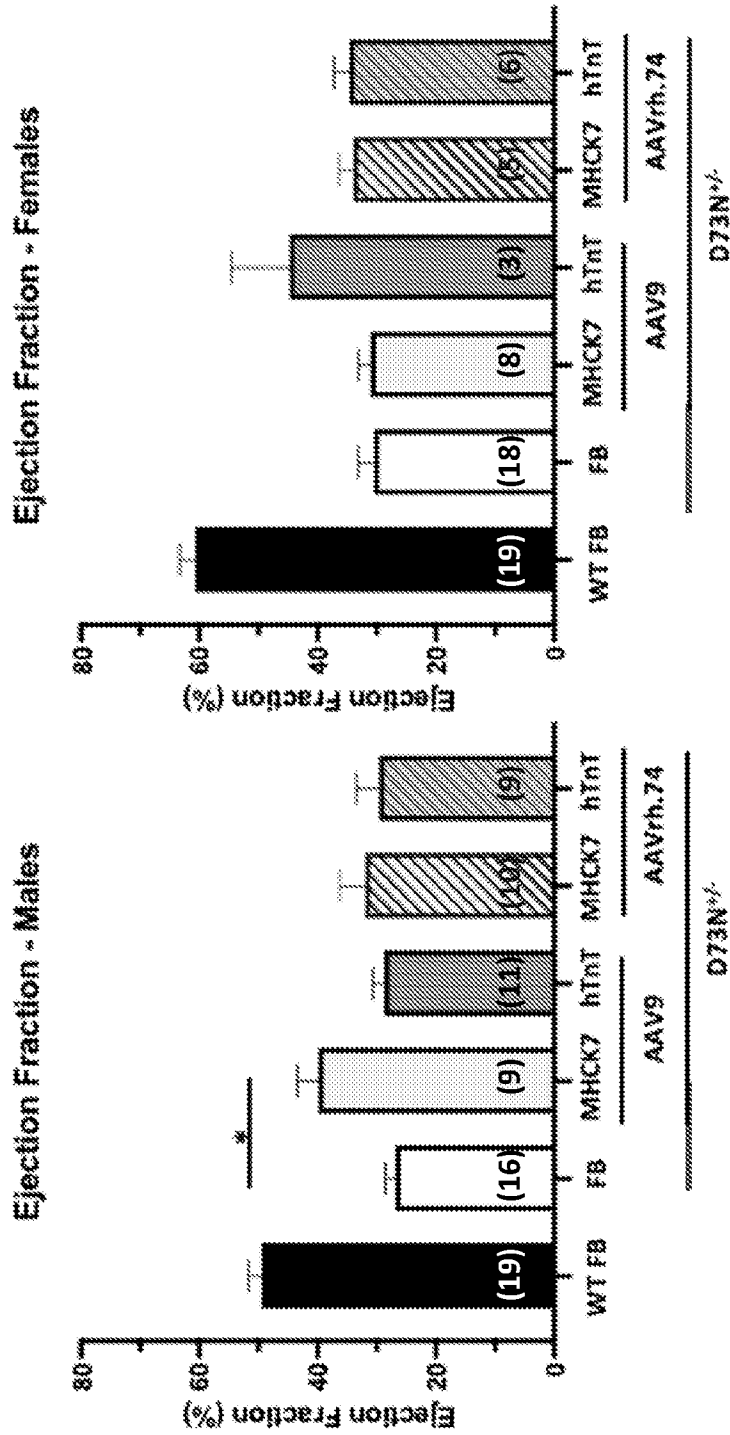 Ejection Fraction - Males
Ejection Fraction (%)
80
60
40
20
0
*
(19) (16) (9) (11) (10) (9)
WT FB FB MHCK7 hTnT MHCK7 hTnT
AAV9 AAVrh.74
D73N+/-
Ejection Fraction - Females
Ejection Fraction (%)
80
60
40
20
0
(19) (18) (8) (3) (5) (6)
WT FB FB MHCK7 hTnT MHCK7 hTnT
AAV9 AAVrh.74
D73N+/-